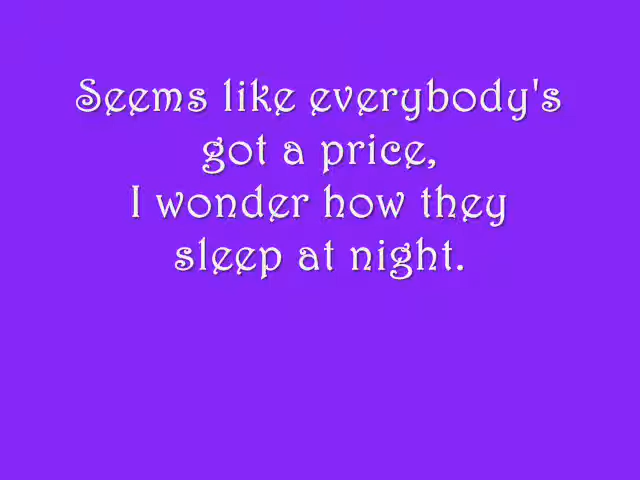 Seems like everybody's
got a price,
I wonder how they
sleep at night.